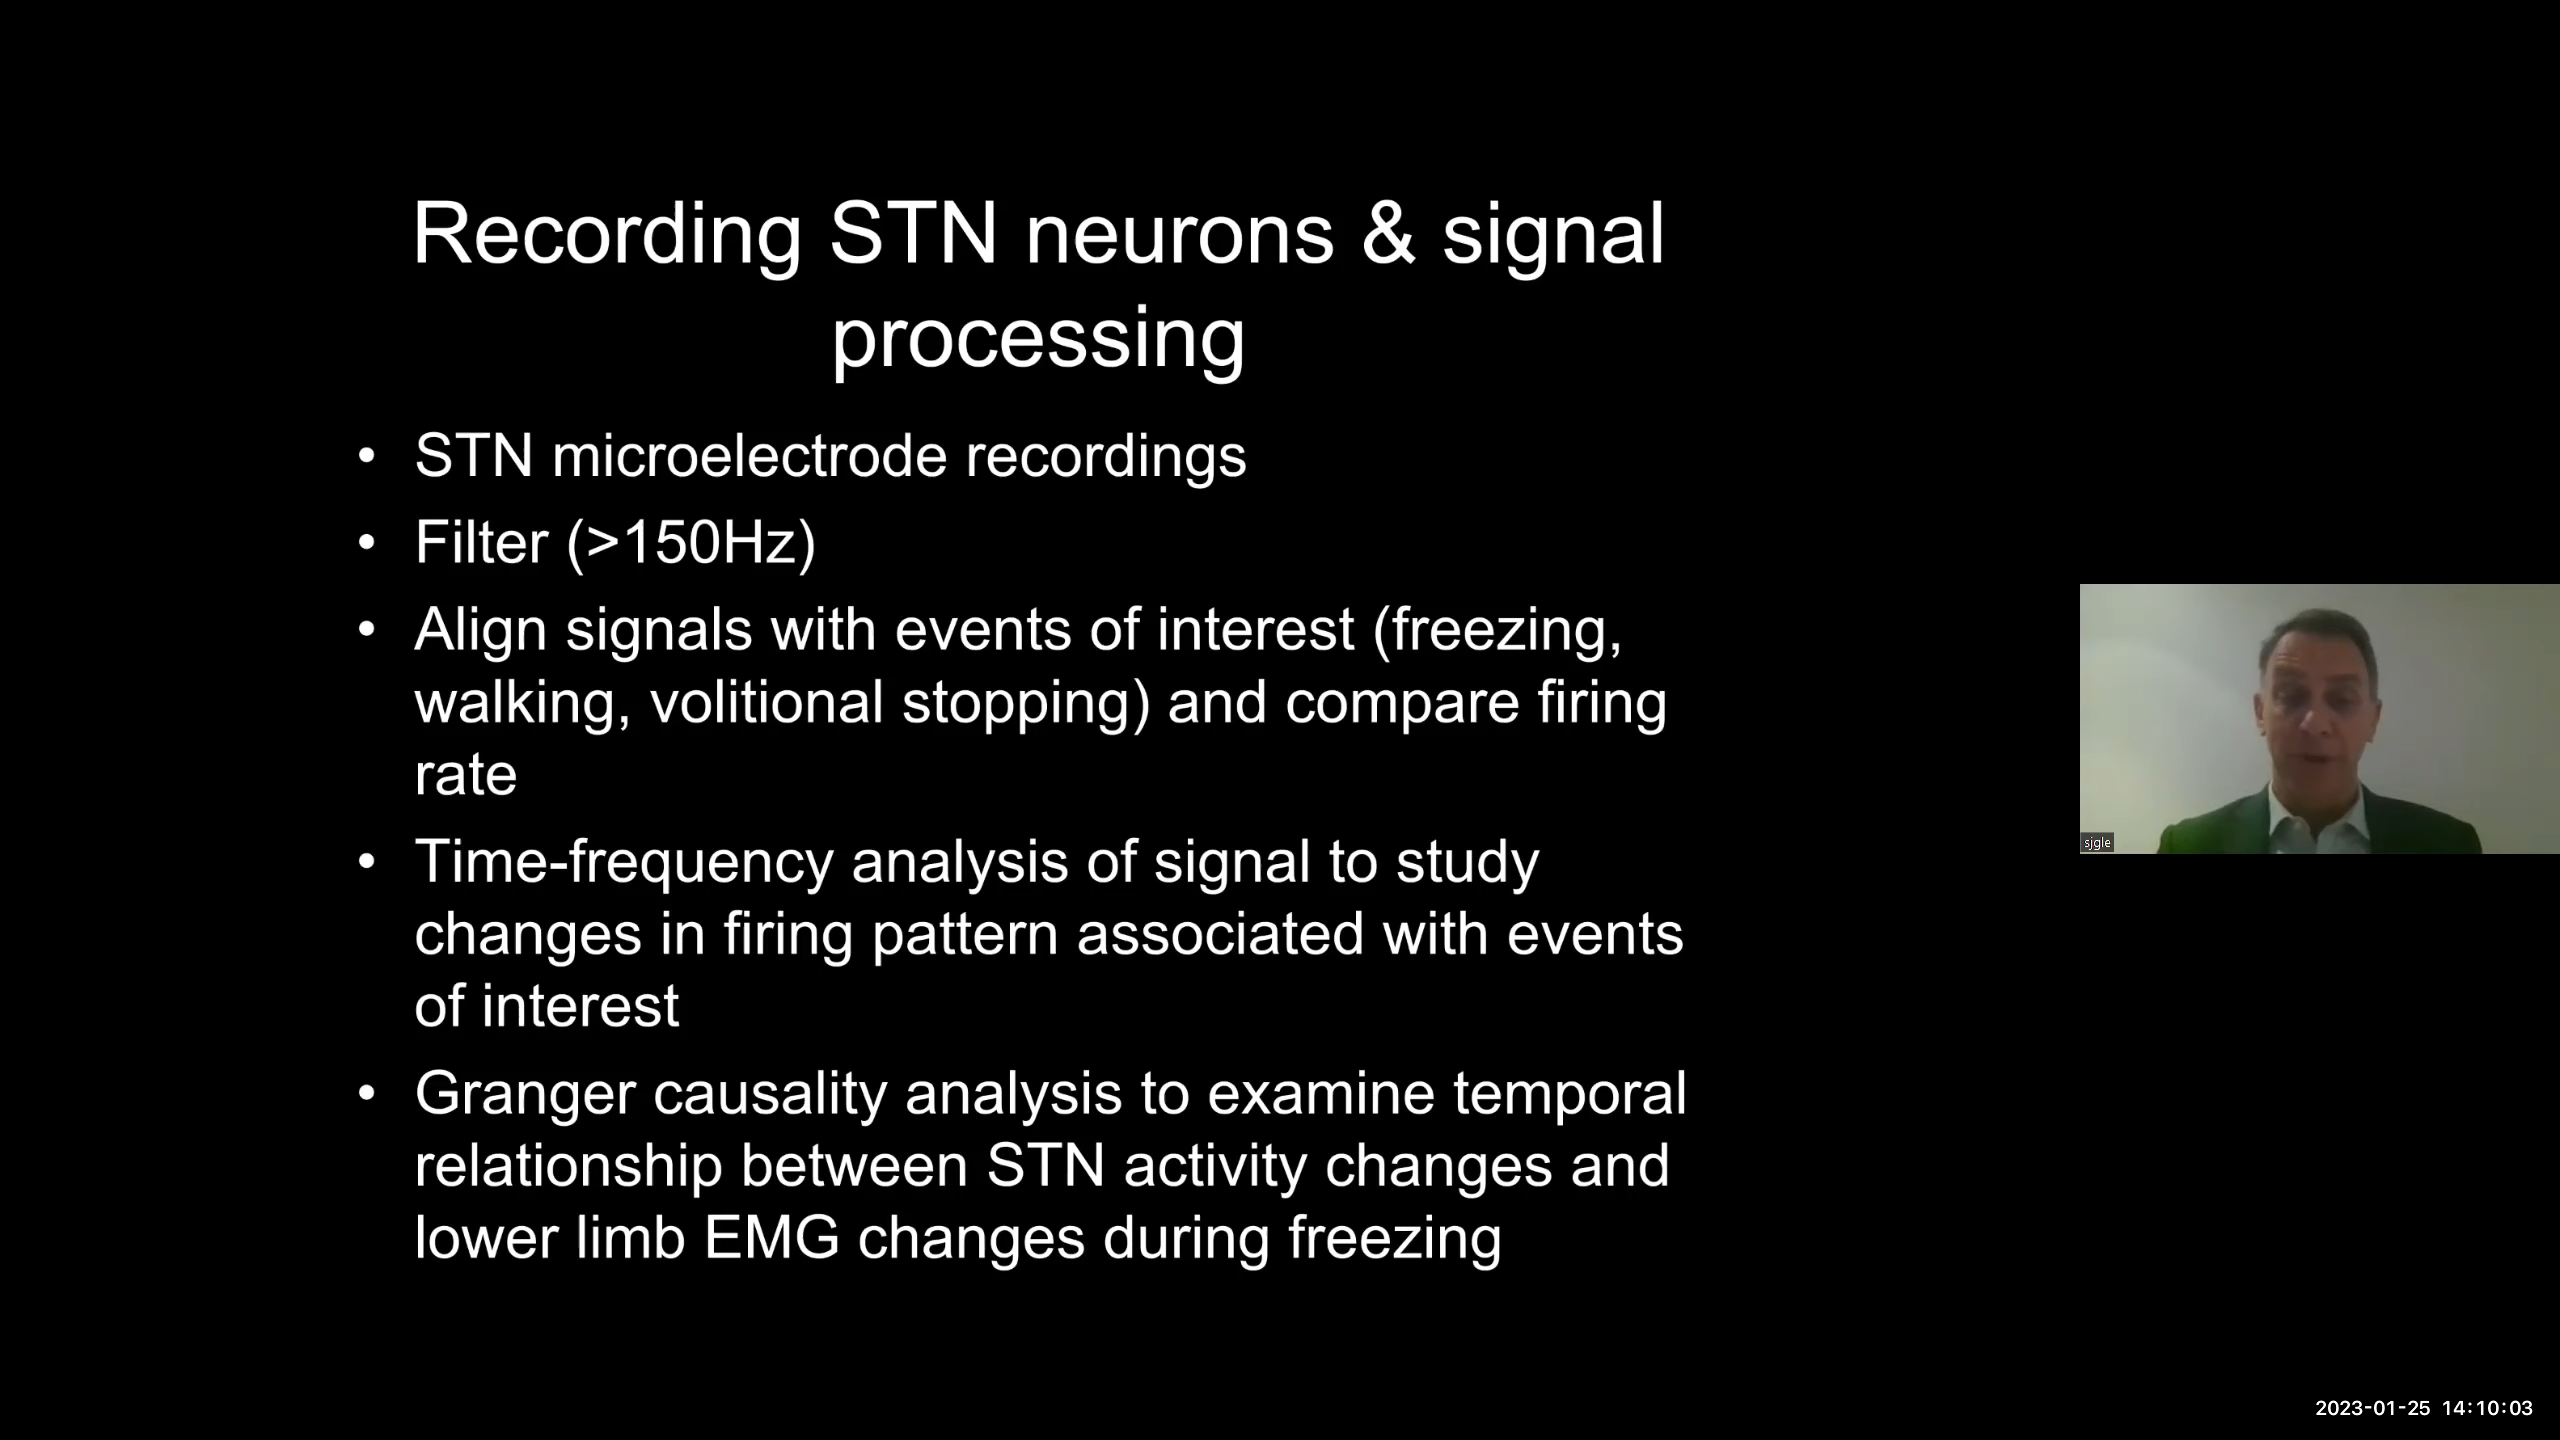 Recording STN neurons & signal
processing
• STN microelectrode recordings
• Filter (>150Hz)
• Align signals with events of interest (freezing,
walking, volitional stopping) and compare firing
rate
• Time-frequency analysis of signal to study
changes in firing pattern associated with events
of interest
• Granger causality analysis to examine temporal
relationship between STN activity changes and
lower limb EMG changes during freezing
sjgle
2023-01-25 14:10:03